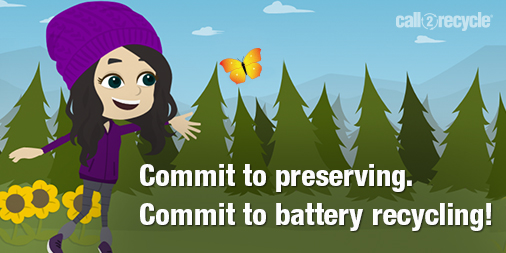 call2recycle®
Commit to preserving.
Commit to battery recycling!